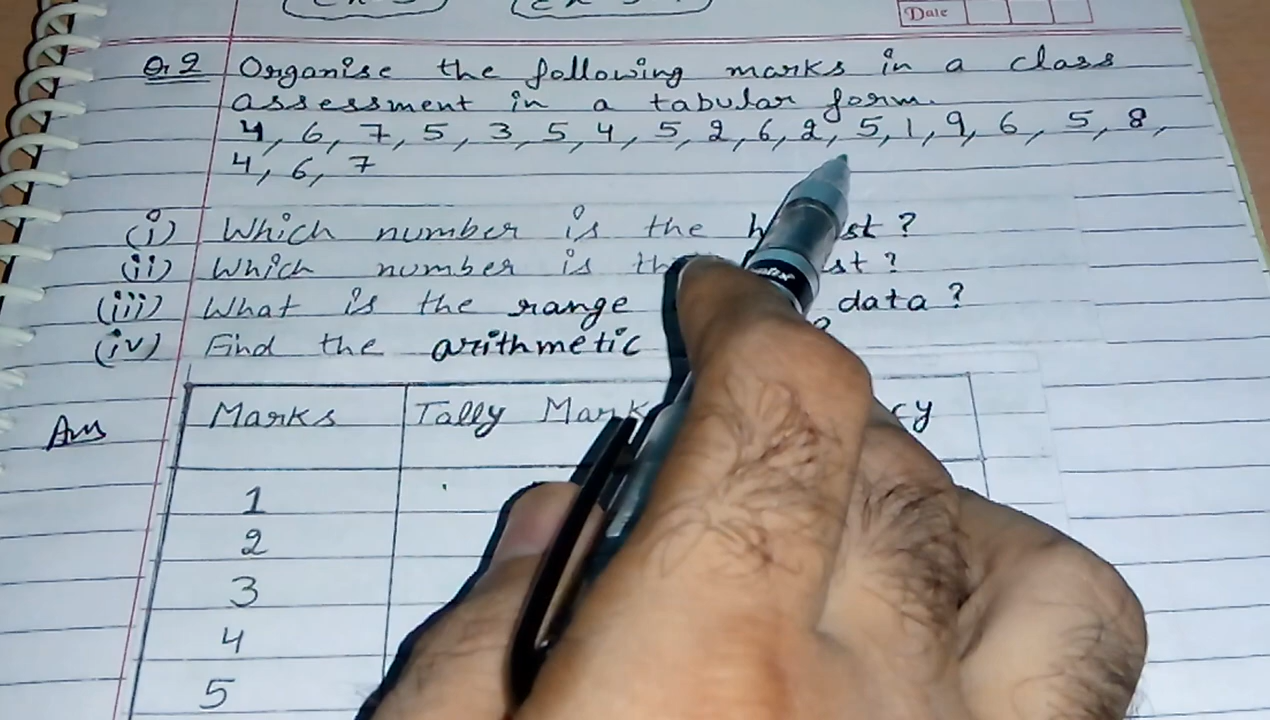 Date
Q.2 Organise the following marks in a class
assessment in a tabular form.
4, 6, 7, 5, 3, 5, 4, 5, 2, 6, 2, 5, 1, 9, 6, 5, 8,
4, 6, 7
(i) Which number is the ?
(ii) Which number is ?
(iii) What is the range data ?
(iv) Find the arithmetic ?
Ans Marks Tally
1
2
3
4
5